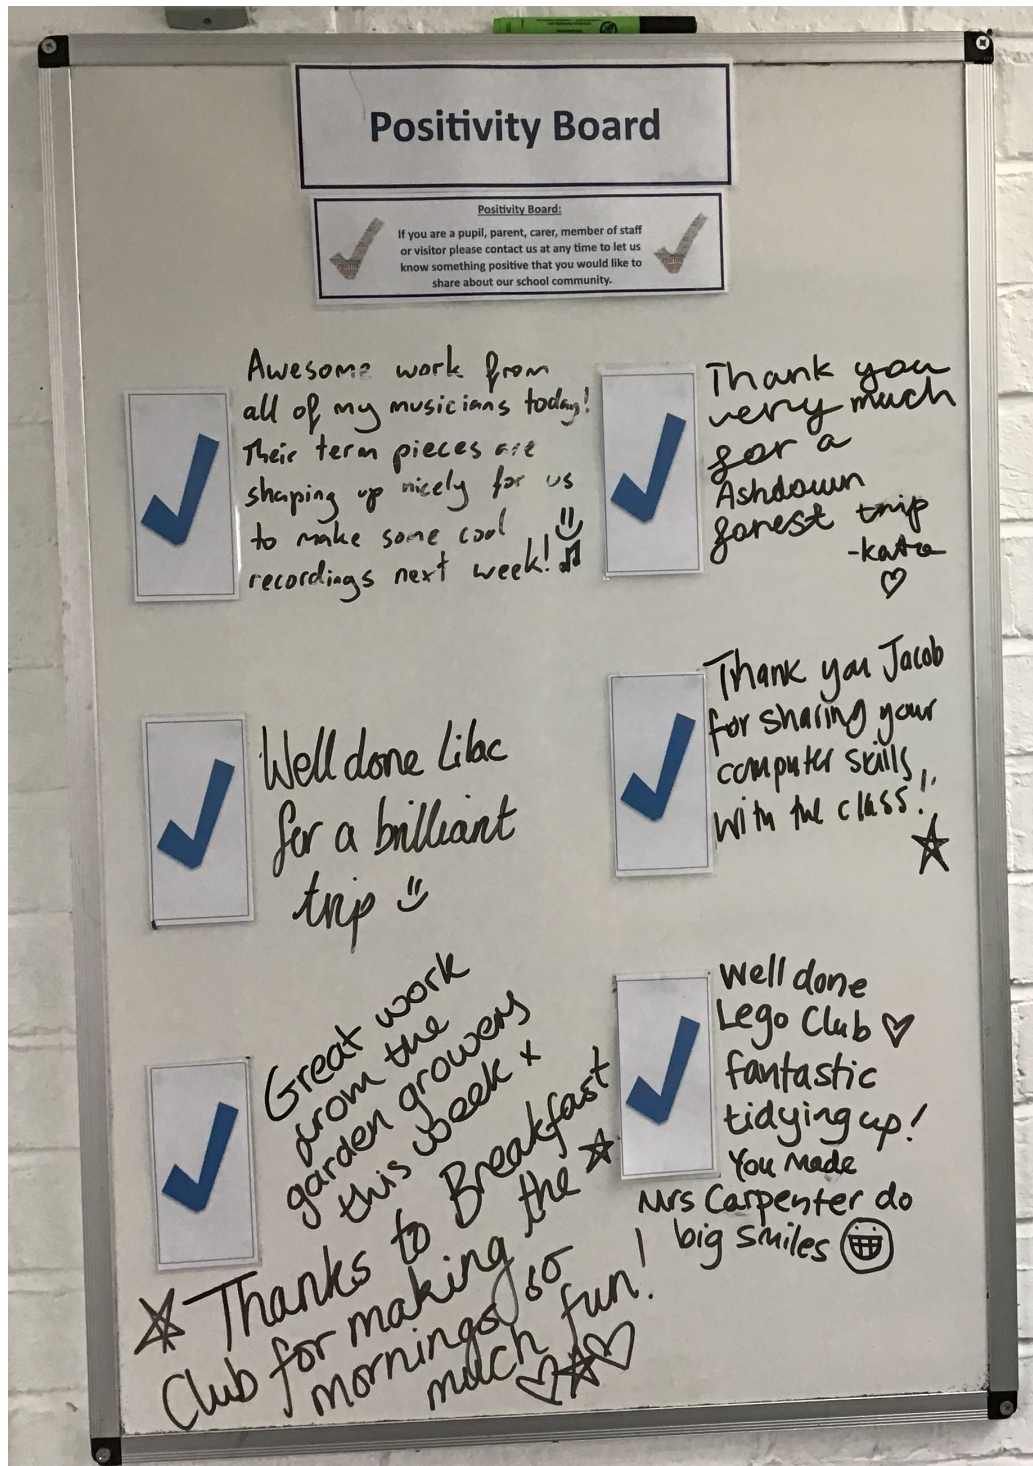 Positivity Board
Positivity Board:
If you are a pupil, parent, carer, member of staff
or visitor please contact us at any time to let us
know something positive that you would like to
share about our school community.
Awesome work from
all of my musicians today!
Their term pieces are
shaping up nicely for us
to make some cool
recordings next week!
Thank you
very much
for a
Ashdown
forest trip
-katie
Well done Lilac
for a brilliant
trip
Thank you Jacob
for sharing your
computer skills
with the class!!
Great work
from the
garden growers
this week x
Well done
Lego Club
fantastic
tidying up!
You made
Mrs Carpenter do
big smiles
Thanks to Breakfast
Club for making the
mornings so
much fun!